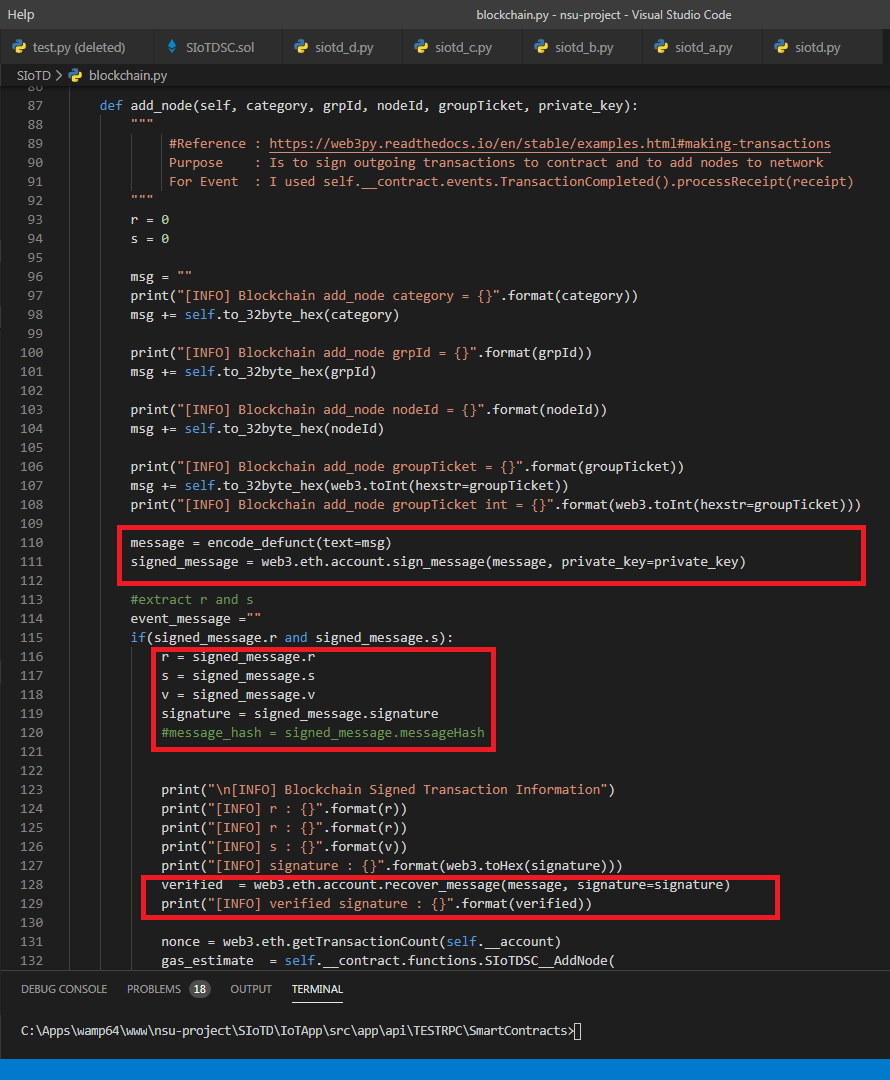 Help
blockchain.py - nsu-project - Visual Studio Code
test.py (deleted) SIoTDSC.sol siotd_d.py siotd_c.py siotd_b.py siotd_a.py siotd.py
SIoTD > blockchain.py
86
87 def add_node(self, category, grpId, nodeId, groupTicket, private_key):
88 """
89 #Reference : https://web3py.readthedocs.io/en/stable/examples.html#making-transactions
90 Purpose : Is to sign outgoing transactions to contract and to add nodes to network
91 For Event : I used self.__contract.events.TransactionCompleted().processReceipt(receipt)
92 """
93 r = 0
94 s = 0
95
96 msg = ""
97 print("[INFO] Blockchain add_node category = {}".format(category))
98 msg += self.to_32byte_hex(category)
99
100 print("[INFO] Blockchain add_node grpId = {}".format(grpId))
101 msg += self.to_32byte_hex(grpId)
102
103 print("[INFO] Blockchain add_node nodeId = {}".format(nodeId))
104 msg += self.to_32byte_hex(nodeId)
105
106 print("[INFO] Blockchain add_node groupTicket = {}".format(groupTicket))
107 msg += self.to_32byte_hex(web3.toInt(hexstr=groupTicket))
108 print("[INFO] Blockchain add_node groupTicket int = {}".format(web3.toInt(hexstr=groupTicket)))
109
110 message = encode_defunct(text=msg)
111 signed_message = web3.eth.account.sign_message(message, private_key=private_key)
112
113 #extract r and s
114 event_message =""
115 if(signed_message.r and signed_message.s):
116 r = signed_message.r
117 s = signed_message.s
118 v = signed_message.v
119 signature = signed_message.signature
120 #message_hash = signed_message.messageHash
121
122
123 print("\n[INFO] Blockchain Signed Transaction Information")
124 print("[INFO] r : {}".format(r))
125 print("[INFO] r : {}".format(r))
126 print("[INFO] s : {}".format(v))
127 print("[INFO] signature : {}".format(web3.toHex(signature)))
128 verified = web3.eth.account.recover_message(message, signature=signature)
129 print("[INFO] verified signature : {}".format(verified))
130
131 nonce = web3.eth.getTransactionCount(self.__account)
132 gas_estimate = self.__contract.functions.SIoTDSC__AddNode(
DEBUG CONSOLE PROBLEMS 18 OUTPUT TERMINAL
C:\Apps\wamp64\www\nsu-project\SIoTD\IoTApp\src\app\api\TESTRPC\SmartContracts>